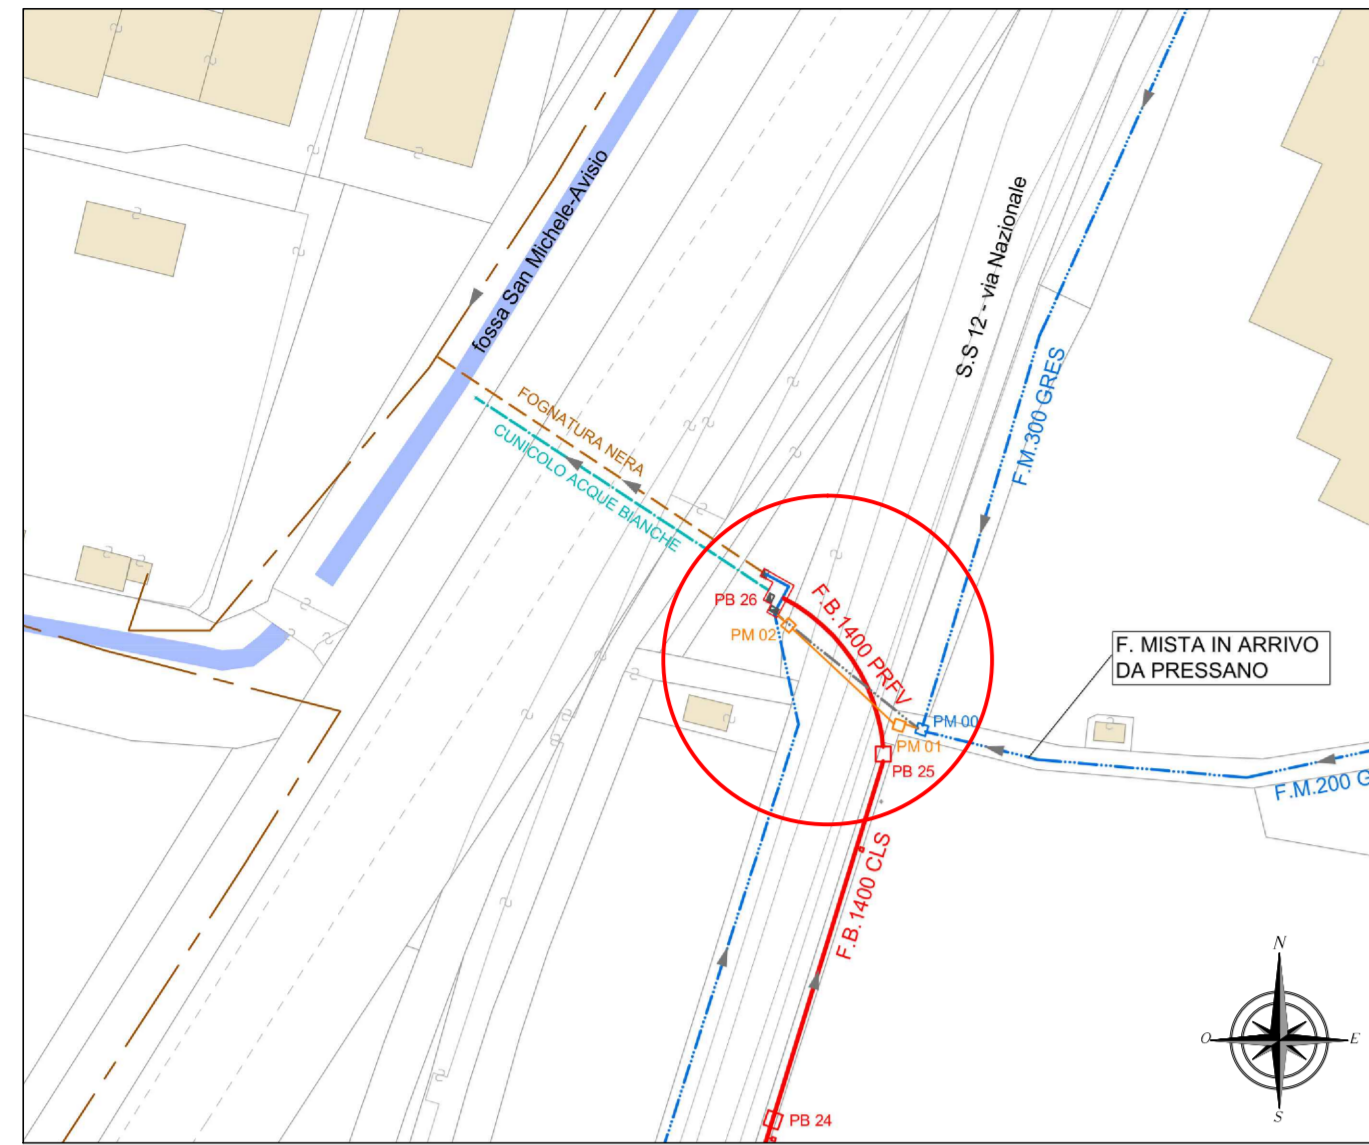 fossa San Michele-Avisio
S.S 12 - via Nazionale
F.M.300 GRES
FOGNATURA NERA
CUNICOLO ACQUE BIANCHE
PB 26
F.B.1400 PRFV
PM 02
F. MISTA IN ARRIVO
DA PRESSANO
PM 00
PM 01
PB 25
F.M.200 G
F.B.1400 CLS
PB 24
N
O
E
S